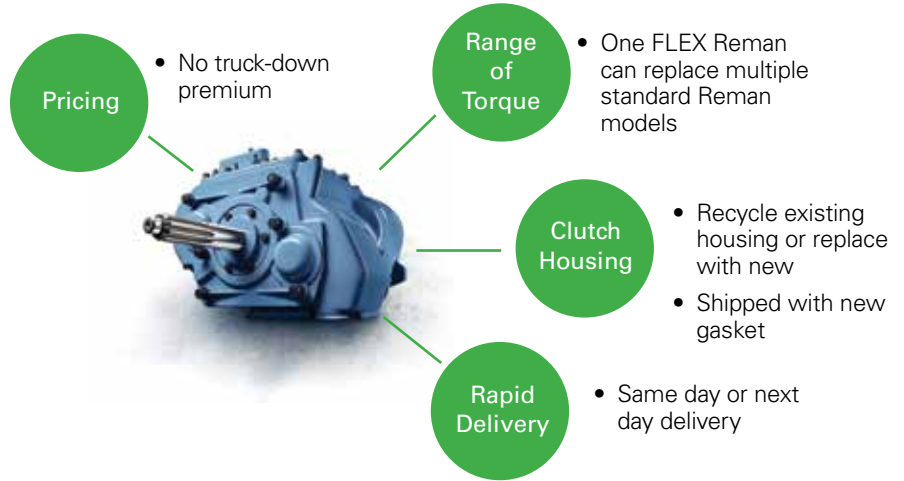 Pricing
• No truck-down
premium
Range
of
Torque
• One FLEX Reman
can replace multiple
standard Reman
models
Clutch
Housing
• Recycle existing
housing or replace
with new
• Shipped with new
gasket
Rapid
Delivery
• Same day or next
day delivery